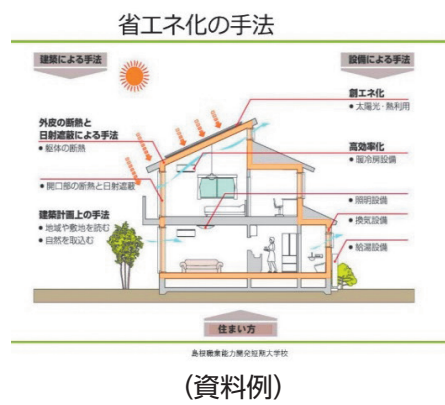 省エネ化の手法
建築による手法
設備による手法
創エネ化
● 太陽光・熱利用
外皮の断熱と
日射遮蔽による手法
● 躯体の断熱
高効率化
● 暖冷房設備
● 開口部の断熱と日射遮蔽
● 照明設備
建築計画上の手法
● 地域や敷地を読む
● 自然を取込む
● 換気設備
● 給湯設備
住まい方
島根職業能力開発短期大学校
(資料例)